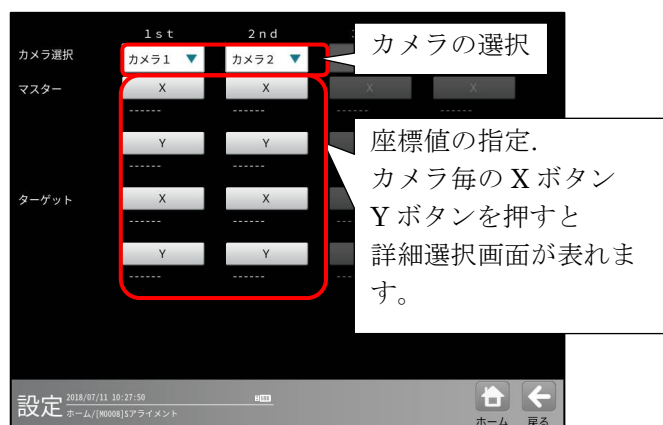 1st 2nd
カメラ選択 カメラ1 ▼ カメラ2 ▼
カメラの選択
マスター X X X X
------ ------ ------ ------
Y Y
------ ------
ターゲット X X
------ ------
Y Y
------ ------
座標値の指定.
カメラ毎の X ボタン
Y ボタンを押すと
詳細選択画面が表れま
す。
設定 2018/07/11 10:27:50
ホーム/[M0008]Sアライメント
ホーム 戻る